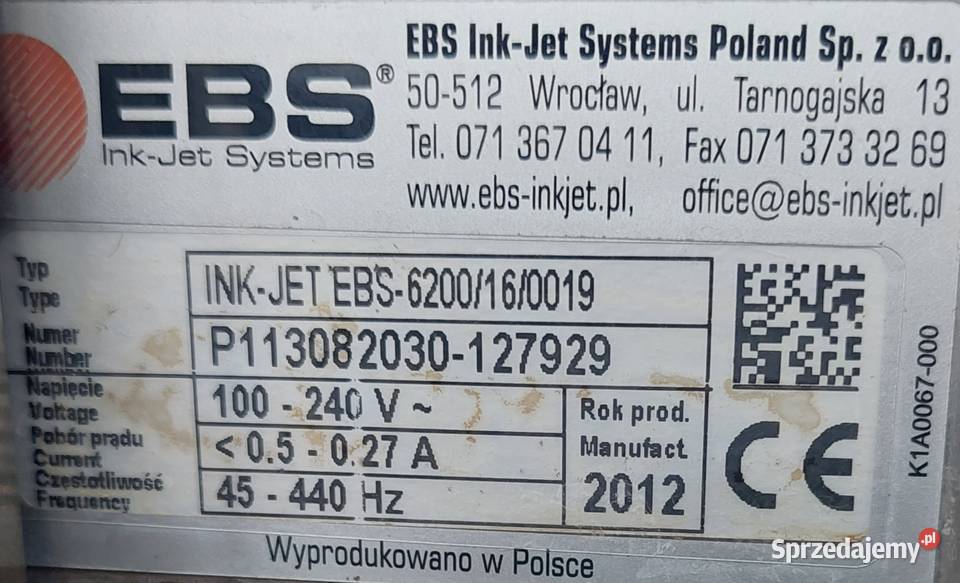 EBS®
Ink-Jet Systems
EBS Ink-Jet Systems Poland Sp. z o.o.
50-512 Wrocław, ul. Tarnogajska 13
Tel. 071 367 04 11, Fax 071 373 32 69
www.ebs-inkjet.pl, office@ebs-inkjet.pl
Typ
Type
INK-JET EBS-6200/16/0019
Numer
Number
P113082030-127929
Napięcie
Voltage
100 - 240 V ~
Pobór prądu
Current
< 0.5 - 0.27 A
Częstotliwość
Frequency
45 - 440 Hz
Rok prod.
Manufact.
2012
CE
K1A0067-000
Wyprodukowano w Polsce
Sprzedajemy.pl